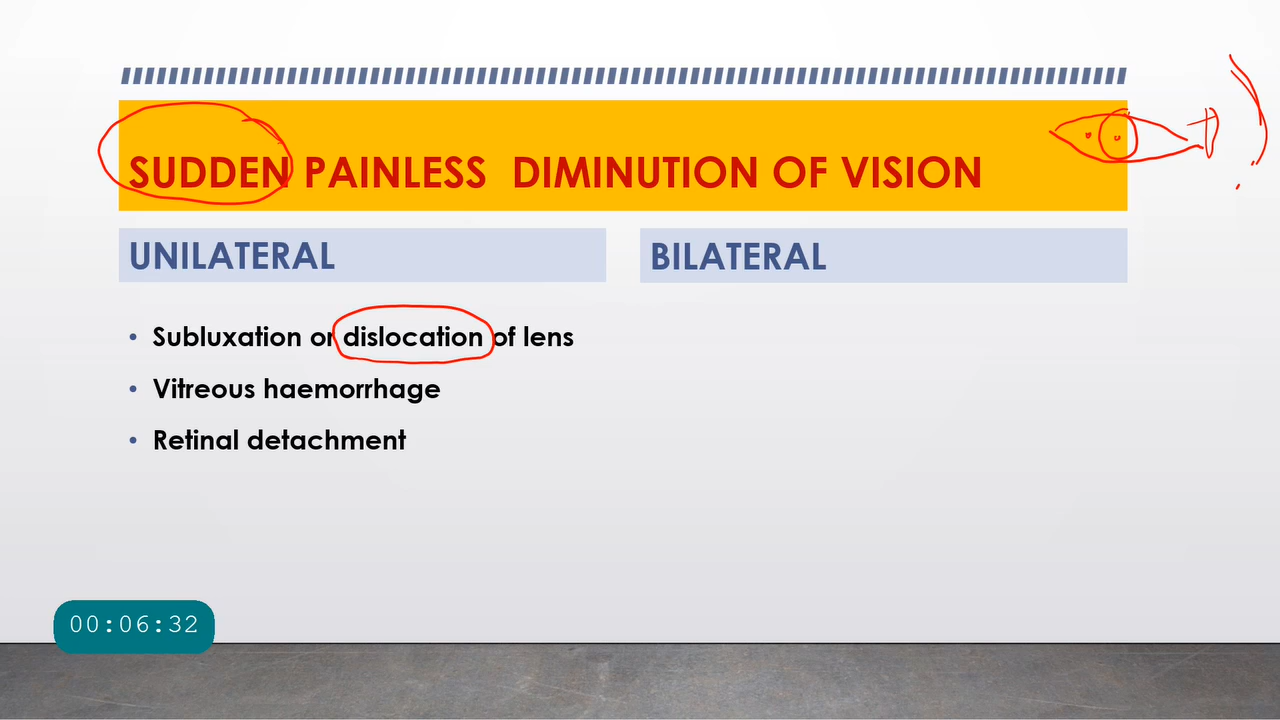 SUDDEN PAINLESS DIMINUTION OF VISION
UNILATERAL
BILATERAL
• Subluxation or dislocation of lens
• Vitreous haemorrhage
• Retinal detachment
00:06:32